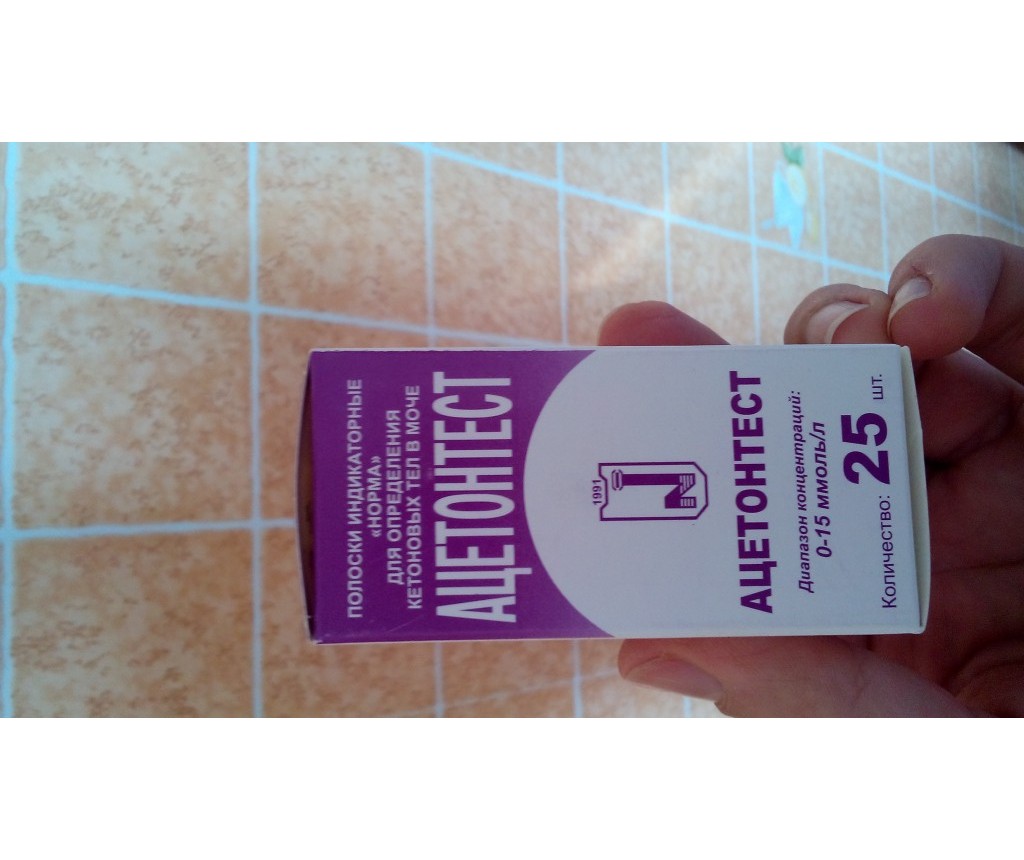 ПОЛОСКИ ИНДИКАТОРНЫЕ
«НОРМА»
ДЛЯ ОПРЕДЕЛЕНИЯ
КЕТОНОВЫХ ТЕЛ В МОЧЕ
АЦЕТОНТЕСТ
1991
N
АЦЕТОНТЕСТ
Диапазон концентраций:
0-15 ммоль/л
Количество: 25 шт.